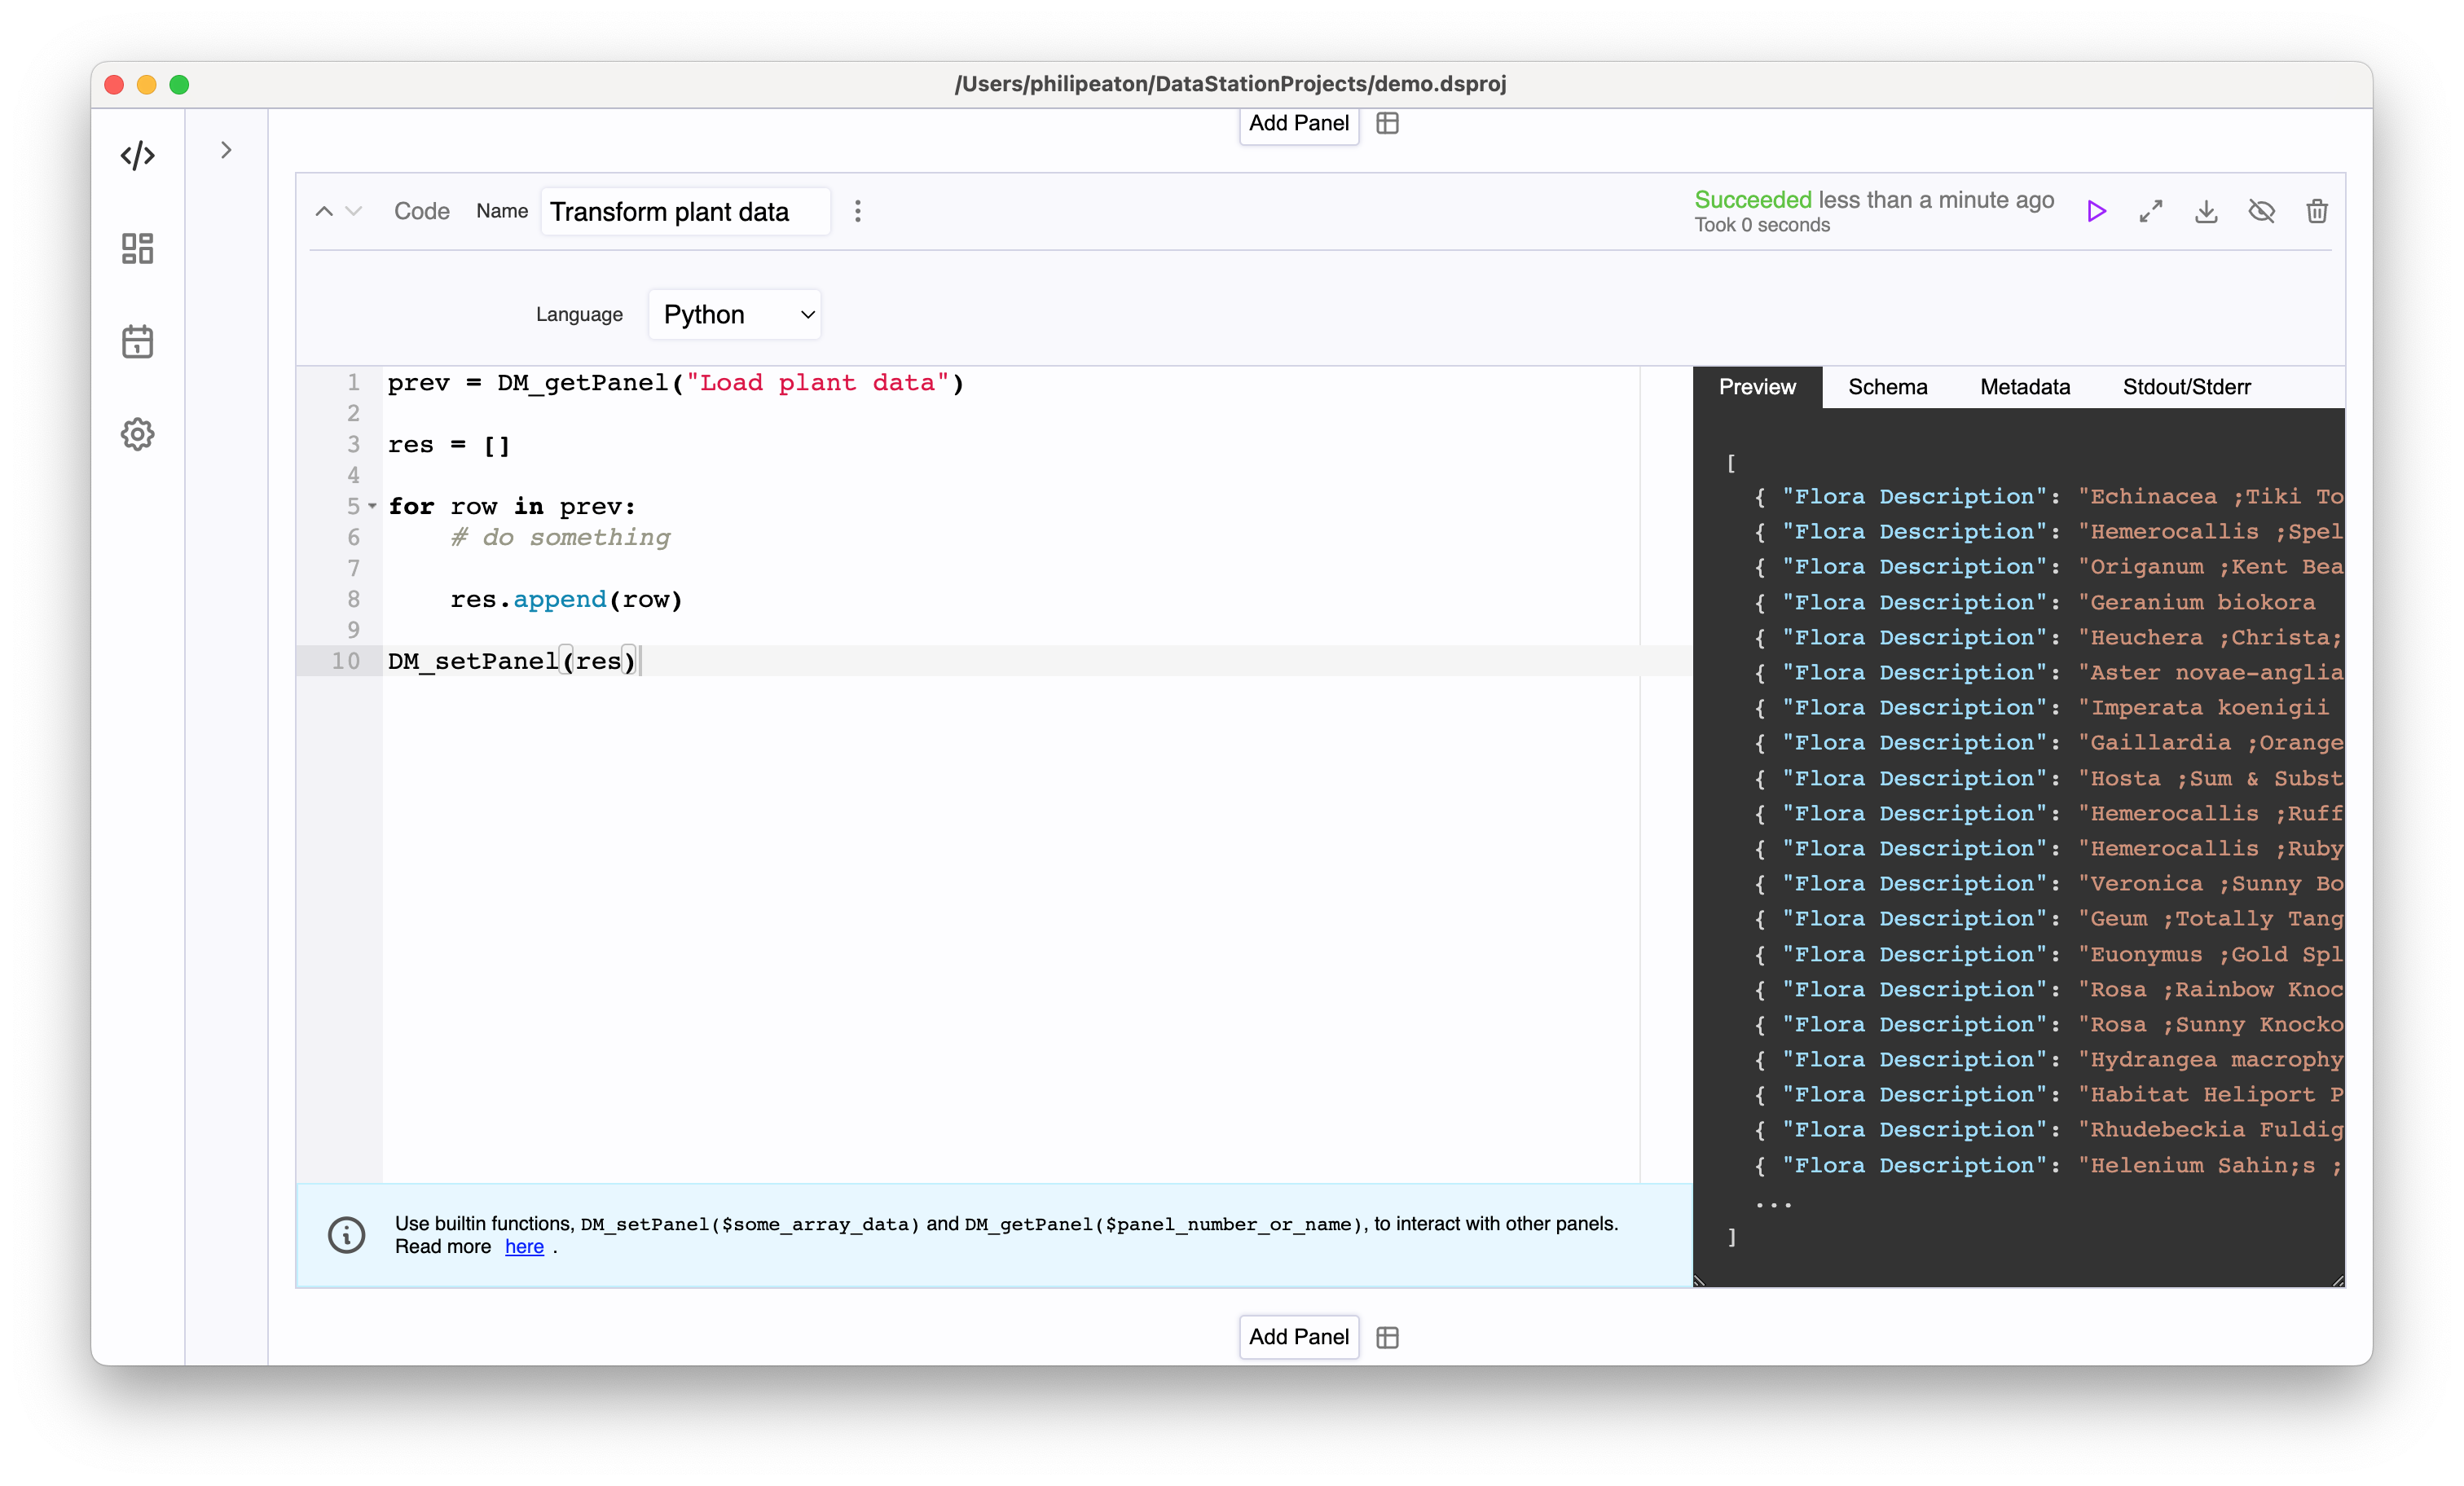 /Users/philipeaton/DataStationProjects/demo.dsproj
Add Panel
Code Name Transform plant data
Succeeded less than a minute ago
Took 0 seconds
Language Python
1 prev = DM_getPanel("Load plant data")
2
3 res = []
4
5 for row in prev:
6 # do something
7
8 res.append(row)
9
10 DM_setPanel(res)
Use builtin functions, DM_setPanel($some_array_data) and DM_getPanel($panel_number_or_name), to interact with other panels.
Read more here .
Preview Schema Metadata Stdout/Stderr
[
{ "Flora Description": "Echinacea ;Tiki To
{ "Flora Description": "Hemerocallis ;Spel
{ "Flora Description": "Origanum ;Kent Bea
{ "Flora Description": "Geranium biokora
{ "Flora Description": "Heuchera ;Christa;
{ "Flora Description": "Aster novae-anglia
{ "Flora Description": "Imperata koenigii
{ "Flora Description": "Gaillardia ;Orange
{ "Flora Description": "Hosta ;Sum & Subst
{ "Flora Description": "Hemerocallis ;Ruff
{ "Flora Description": "Hemerocallis ;Ruby
{ "Flora Description": "Veronica ;Sunny Bo
{ "Flora Description": "Geum ;Totally Tang
{ "Flora Description": "Euonymus ;Gold Spl
{ "Flora Description": "Rosa ;Rainbow Knoc
{ "Flora Description": "Rosa ;Sunny Knocko
{ "Flora Description": "Hydrangea macrophy
{ "Flora Description": "Habitat Heliport P
{ "Flora Description": "Rhudebeckia Fuldig
{ "Flora Description": "Helenium Sahin;s ;
...
]
Add Panel